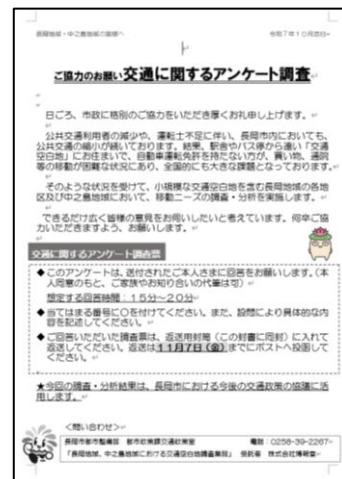 長岡地域・中之島地域の皆様へ
令和７年１０月吉日
ご協力のお願い 交通に関するアンケート調査
日ごろ、市政に格別のご協力をいただき厚くお礼申し上げます。
公共交通利用者の減少や、運転士不足に伴い、長岡市内においても、
公共交通の縮小が続いております。結果、駅舎やバス停から遠い「交通
空白地」にお住まいで、自動車運転免許を持たない方が、買い物、通院
等の移動が困難な状況にあり、全国的にも大きな課題となっております。
そのような状況を受けて、小規模な交通空白地を含む長岡地域の各地
区及び中之島地域において、移動ニーズの調査・分析を実施します。
できるだけ広く皆様の意見をお伺いしたいと考えています。何卒ご協
力いただきますよう、お願いします。
交通に関するアンケート調査票
◆このアンケートは、送付されたご本人さまに回答をお願いします。（本
人同意のもと、ご家族やお知り合いの代筆は可）
想定する回答時間：１５分～２０分
◆当てはまる番号に○を付けてください。また、設問により具体的な内
容を記述してください。
◆ご回答いただいた調査票は、返送用封筒（この封書に同封）に入れて
返送してください。返送は１１月７日（金）までにポストへ投函して
ください。
★今回の調査・分析結果は、長岡市における今後の交通政策の協議に活
用します。
＜問い合わせ＞
長岡市都市整備部 都市政策課交通政策室 電話：0258-39-2267
「長岡地域、中之島地域における交通空白地調査業務」 受託者 株式会社博報堂